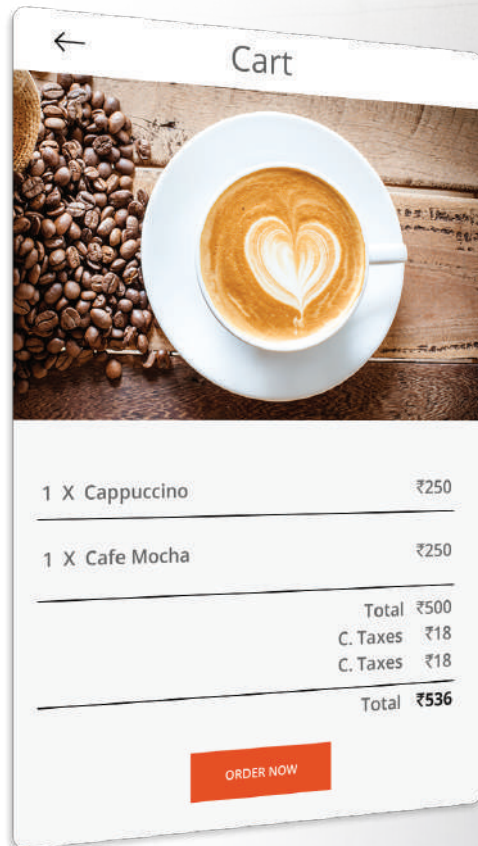 Cart
1 X Cappuccino ₹250
1 X Cafe Mocha ₹250
Total ₹500
C. Taxes ₹18
C. Taxes ₹18
Total ₹536
ORDER NOW